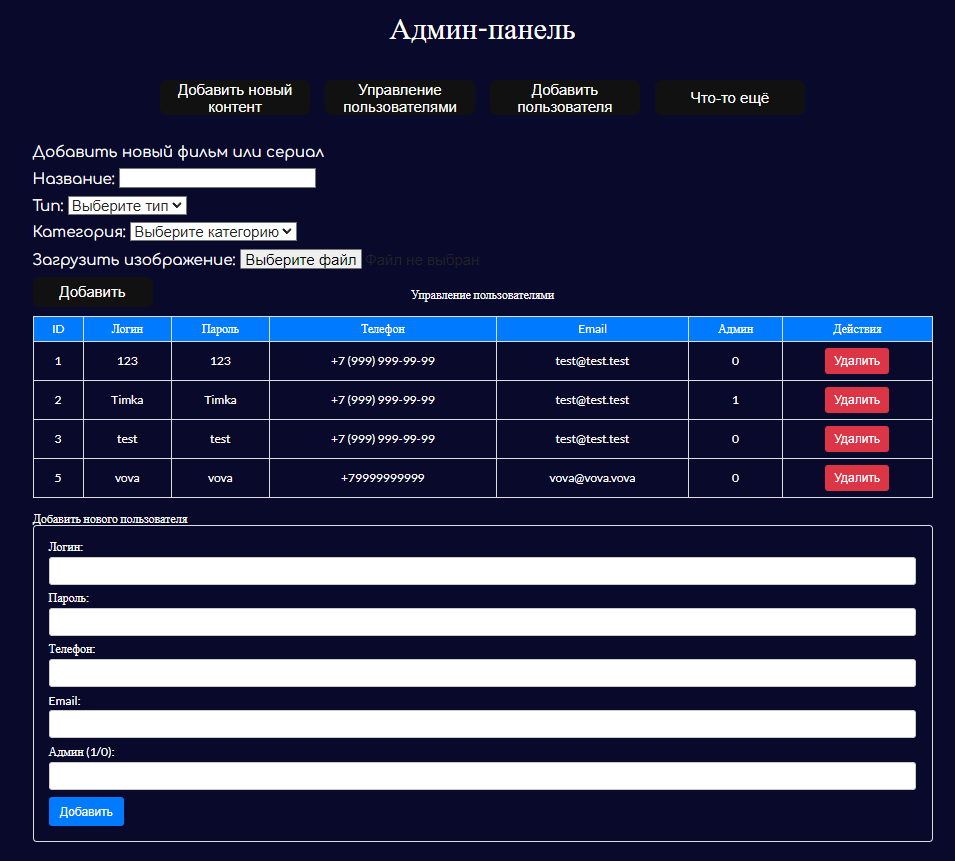 Админ-панель
Добавить новый контент
Управление пользователями
Добавить пользователя
Что-то ещё
Добавить новый фильм или сериал
Название:
Тип: Выберите тип
Категория: Выберите категорию
Загрузить изображение: Выберите файл Файл не выбран
Добавить
Управление пользователями
ID Логин Пароль Телефон Email Админ Действия
1 123 123 +7 (999) 999-99-99 test@test.test 0 Удалить
2 Timka Timka +7 (999) 999-99-99 test@test.test 1 Удалить
3 test test +7 (999) 999-99-99 test@test.test 0 Удалить
5 vova vova +79999999999 vova@vova.vova 0 Удалить
Добавить нового пользователя
Логин:
Пароль:
Телефон:
Email:
Админ (1/0):
Добавить